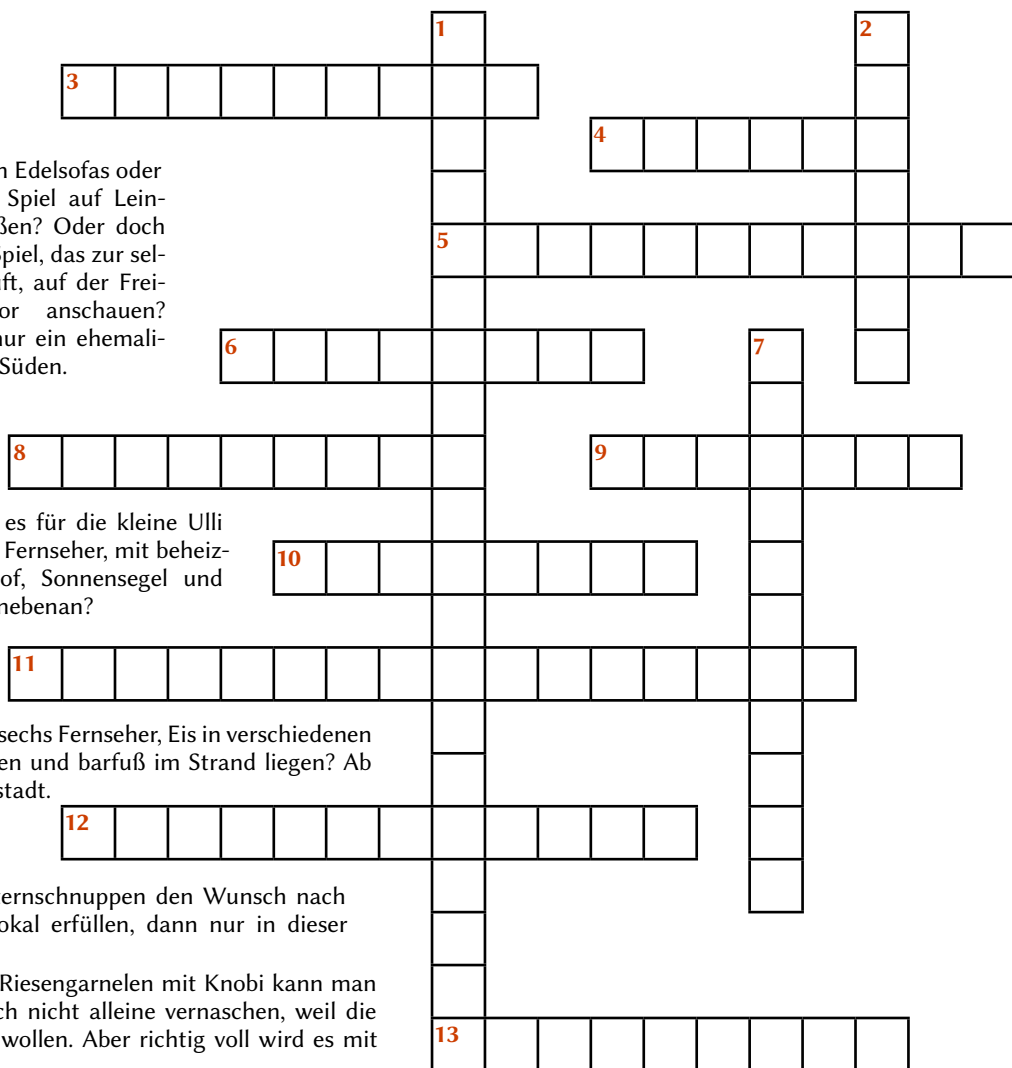 1
2
3
4
n Edelsofas oder
Spiel auf Lein-
ßen? Oder doch
Spiel, das zur sel-
ft, auf der Frei-
or anschauen?
nur ein ehemali-
Süden.
5
6
7
8
9
es für die kleine Ulli
Fernseher, mit beheiz-
of, Sonnensegel und
nebenan?
10
11
sechs Fernseher, Eis in verschiedenen
en und barfuß im Strand liegen? Ab
stadt.
12
ternschnuppen den Wunsch nach
okal erfüllen, dann nur in dieser
Riesengarnelen mit Knobi kann man
ch nicht alleine vernaschen, weil die
wollen. Aber richtig voll wird es mit
13